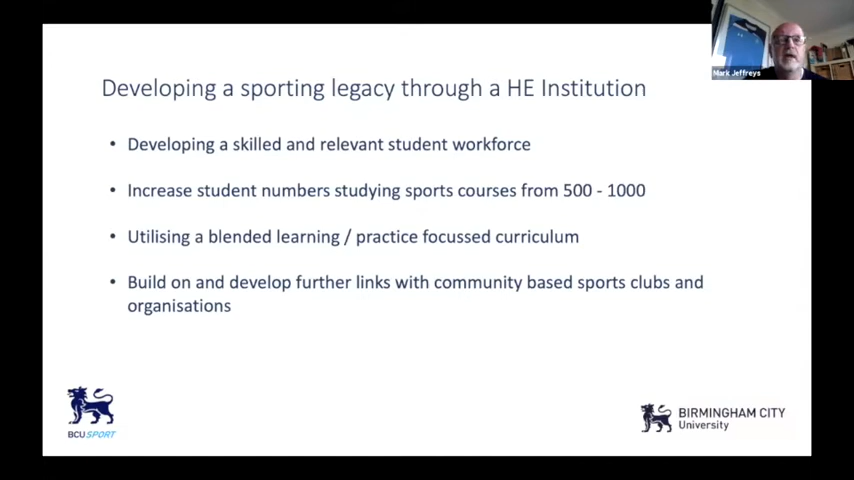 Mark Jeffreys
Developing a sporting legacy through a HE Institution
• Developing a skilled and relevant student workforce
• Increase student numbers studying sports courses from 500 - 1000
• Utilising a blended learning / practice focussed curriculum
• Build on and develop further links with community based sports clubs and
organisations
BCUSPORT
BIRMINGHAM CITY
University